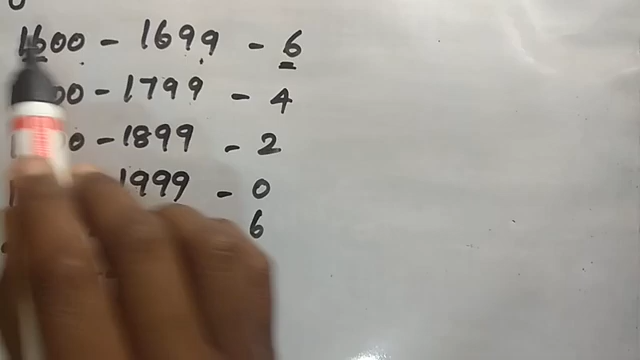 1600 - 1699 - 6
00 - 1799 - 4
0 - 1899 - 2
1999 - 0
6